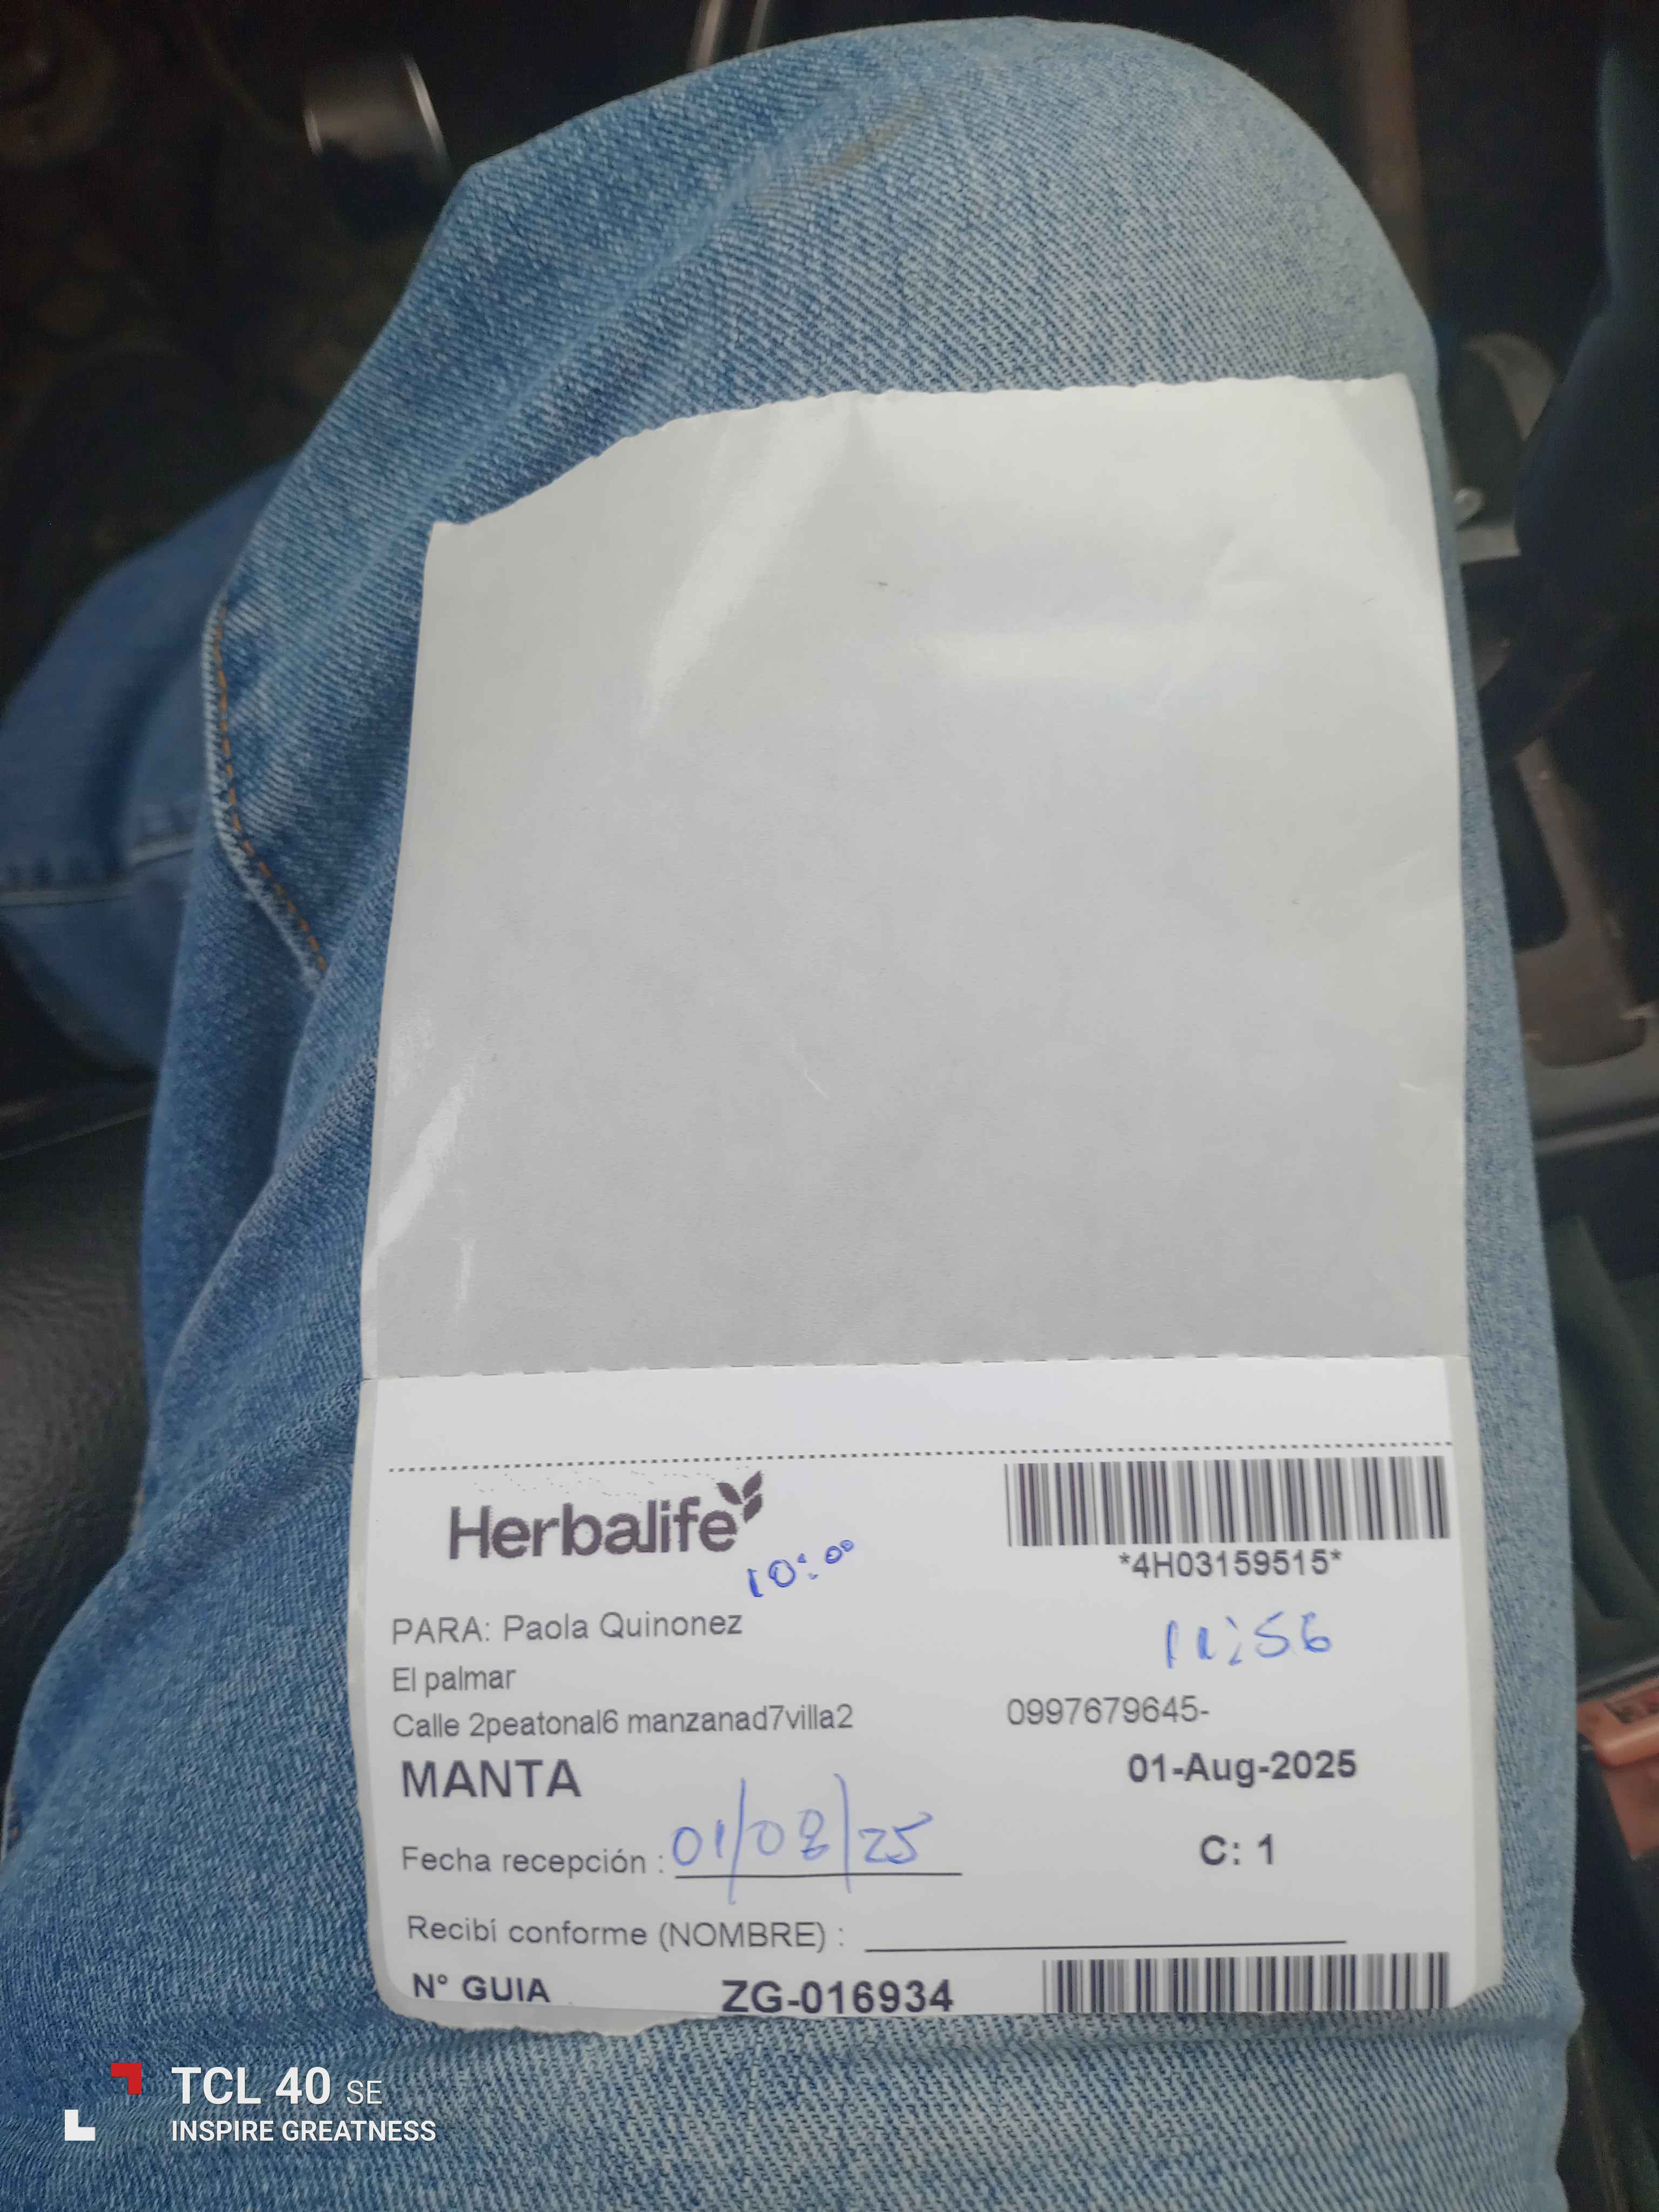 Herbalife
10:00
*4H03159515*
PARA: Paola Quinonez
11:56
El palmar
Calle 2peatonal6 manzanad7villa2
0997679645-
MANTA
01-Aug-2025
Fecha recepción : 01/08/25
C: 1
Recibí conforme (NOMBRE) :
N° GUIA ZG-016934
TCL 40 SE
INSPIRE GREATNESS